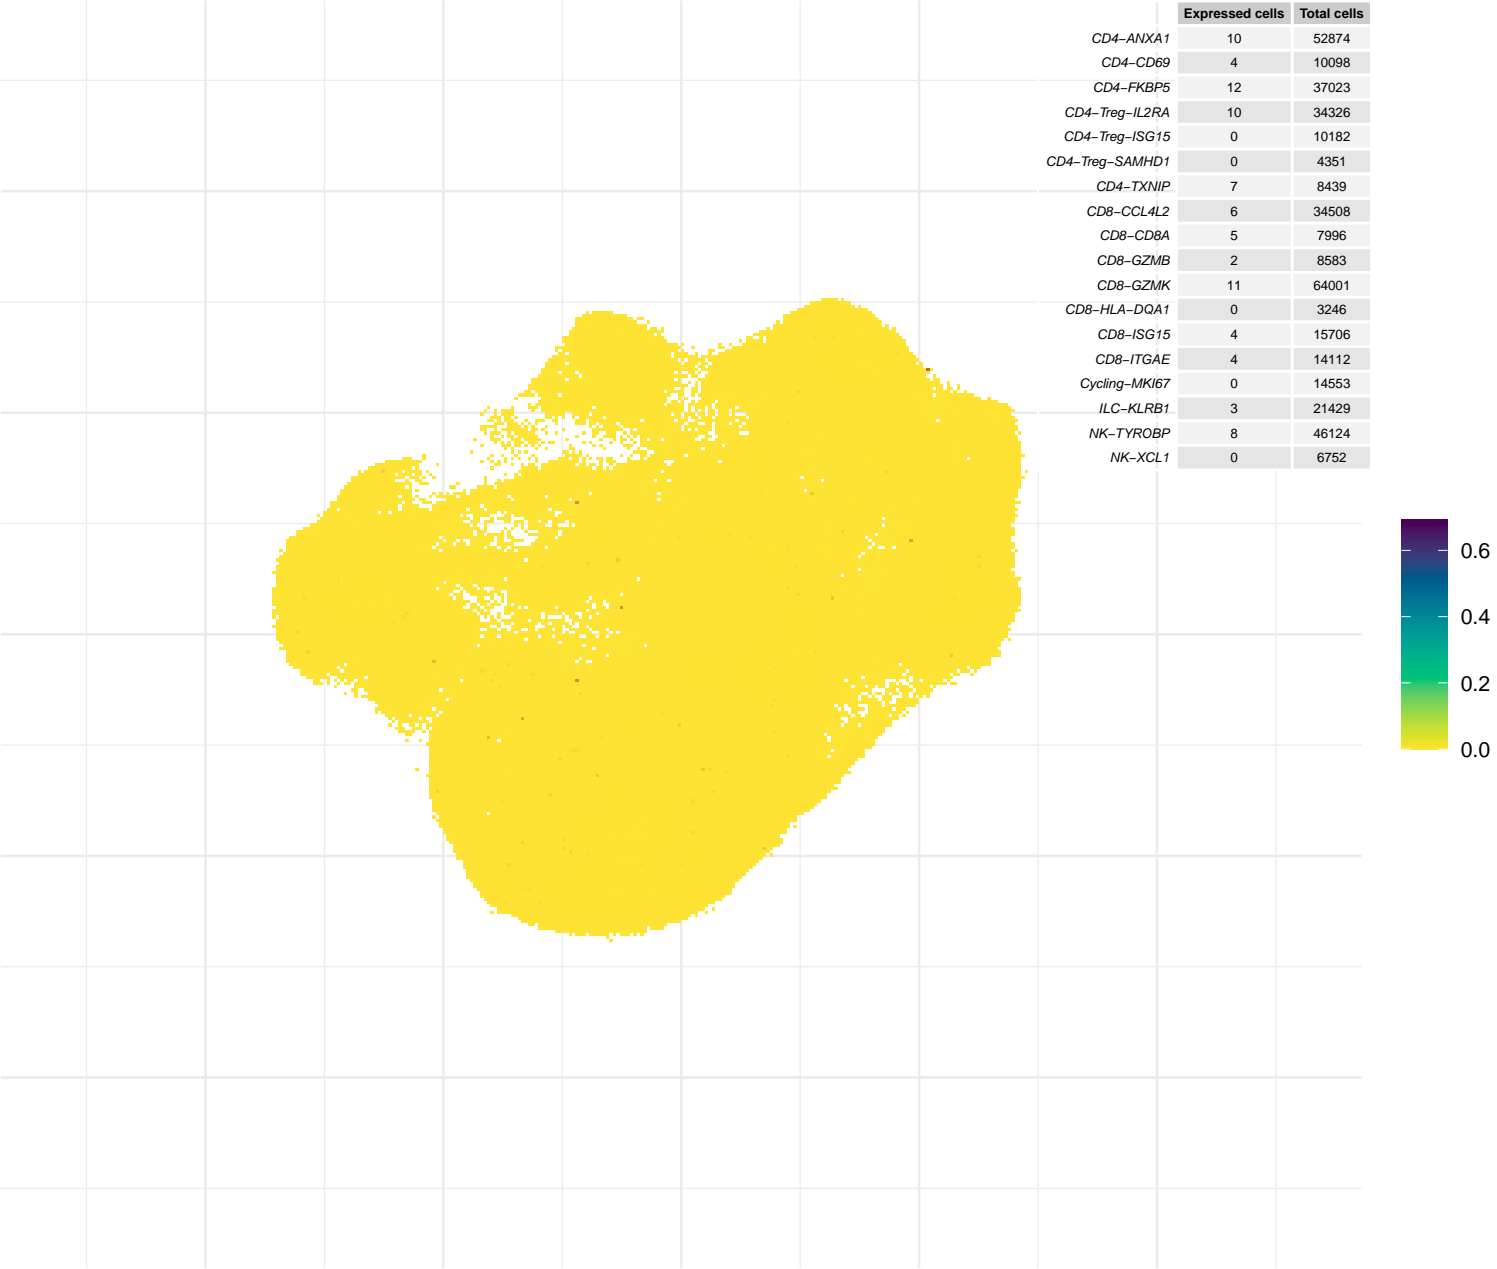 Expressed cells Total cells
CD4−ANXA1 10 52874
CD4−CD69 4 10098
CD4−FKBP5 12 37023
CD4−Treg−IL2RA 10 34326
CD4−Treg−ISG15 0 10182
CD4−Treg−SAMHD1 0 4351
CD4−TXNIP 7 8439
CD8−CCL4L2 6 34508
CD8−CD8A 5 7996
CD8−GZMB 2 8583
CD8−GZMK 11 64001
CD8−HLA−DQA1 0 3246
CD8−ISG15 4 15706
CD8−ITGAE 4 14112
Cycling−MKI67 0 14553
ILC−KLRB1 3 21429
NK−TYROBP 8 46124
NK−XCL1 0 6752
0.6
0.4
0.2
0.0